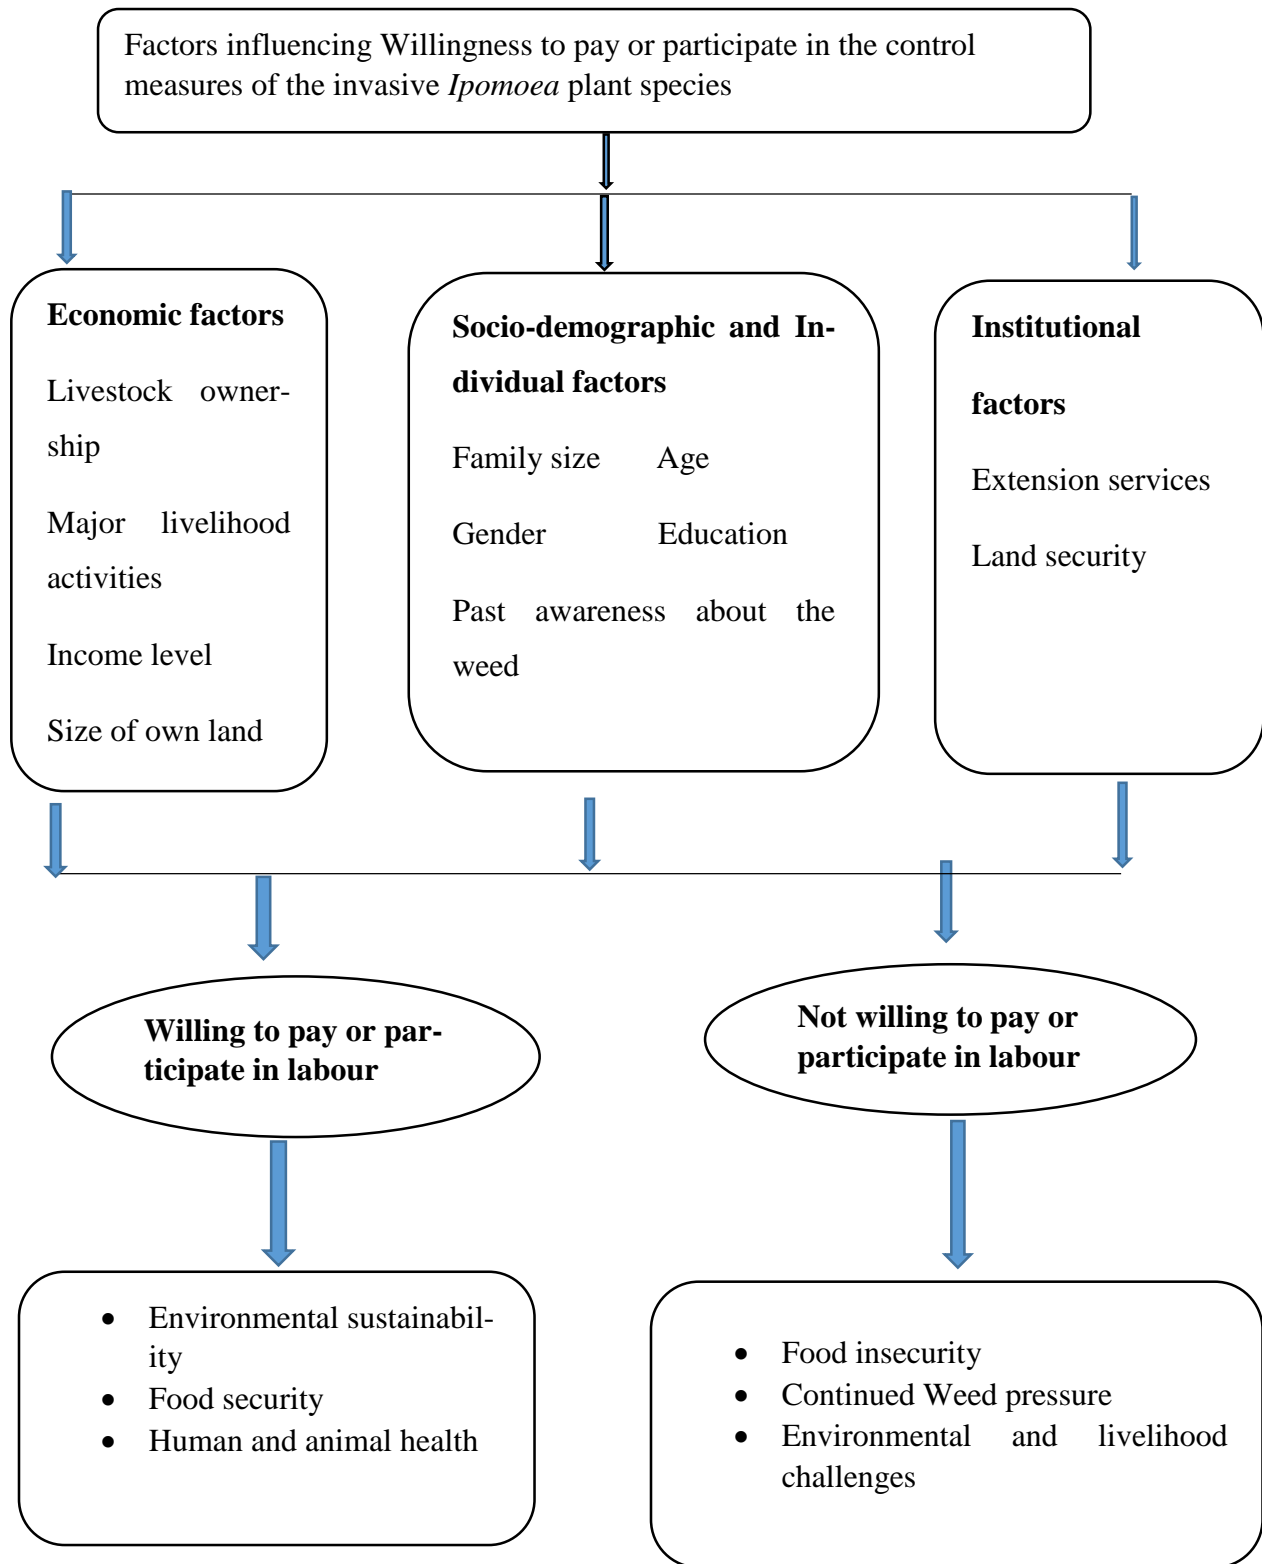 Factors influencing Willingness to pay or participate in the control
measures of the invasive Ipomoea plant species
Economic factors
Livestock owner-
ship
Major livelihood
activities
Income level
Size of own land
Socio-demographic and In-
dividual factors
Family size Age
Gender Education
Past awareness about the
weed
Institutional
factors
Extension services
Land security
Willing to pay or par-
ticipate in labour
Not willing to pay or
participate in labour
• Environmental sustainabil-
ity
• Food security
• Human and animal health
• Food insecurity
• Continued Weed pressure
• Environmental and livelihood
challenges